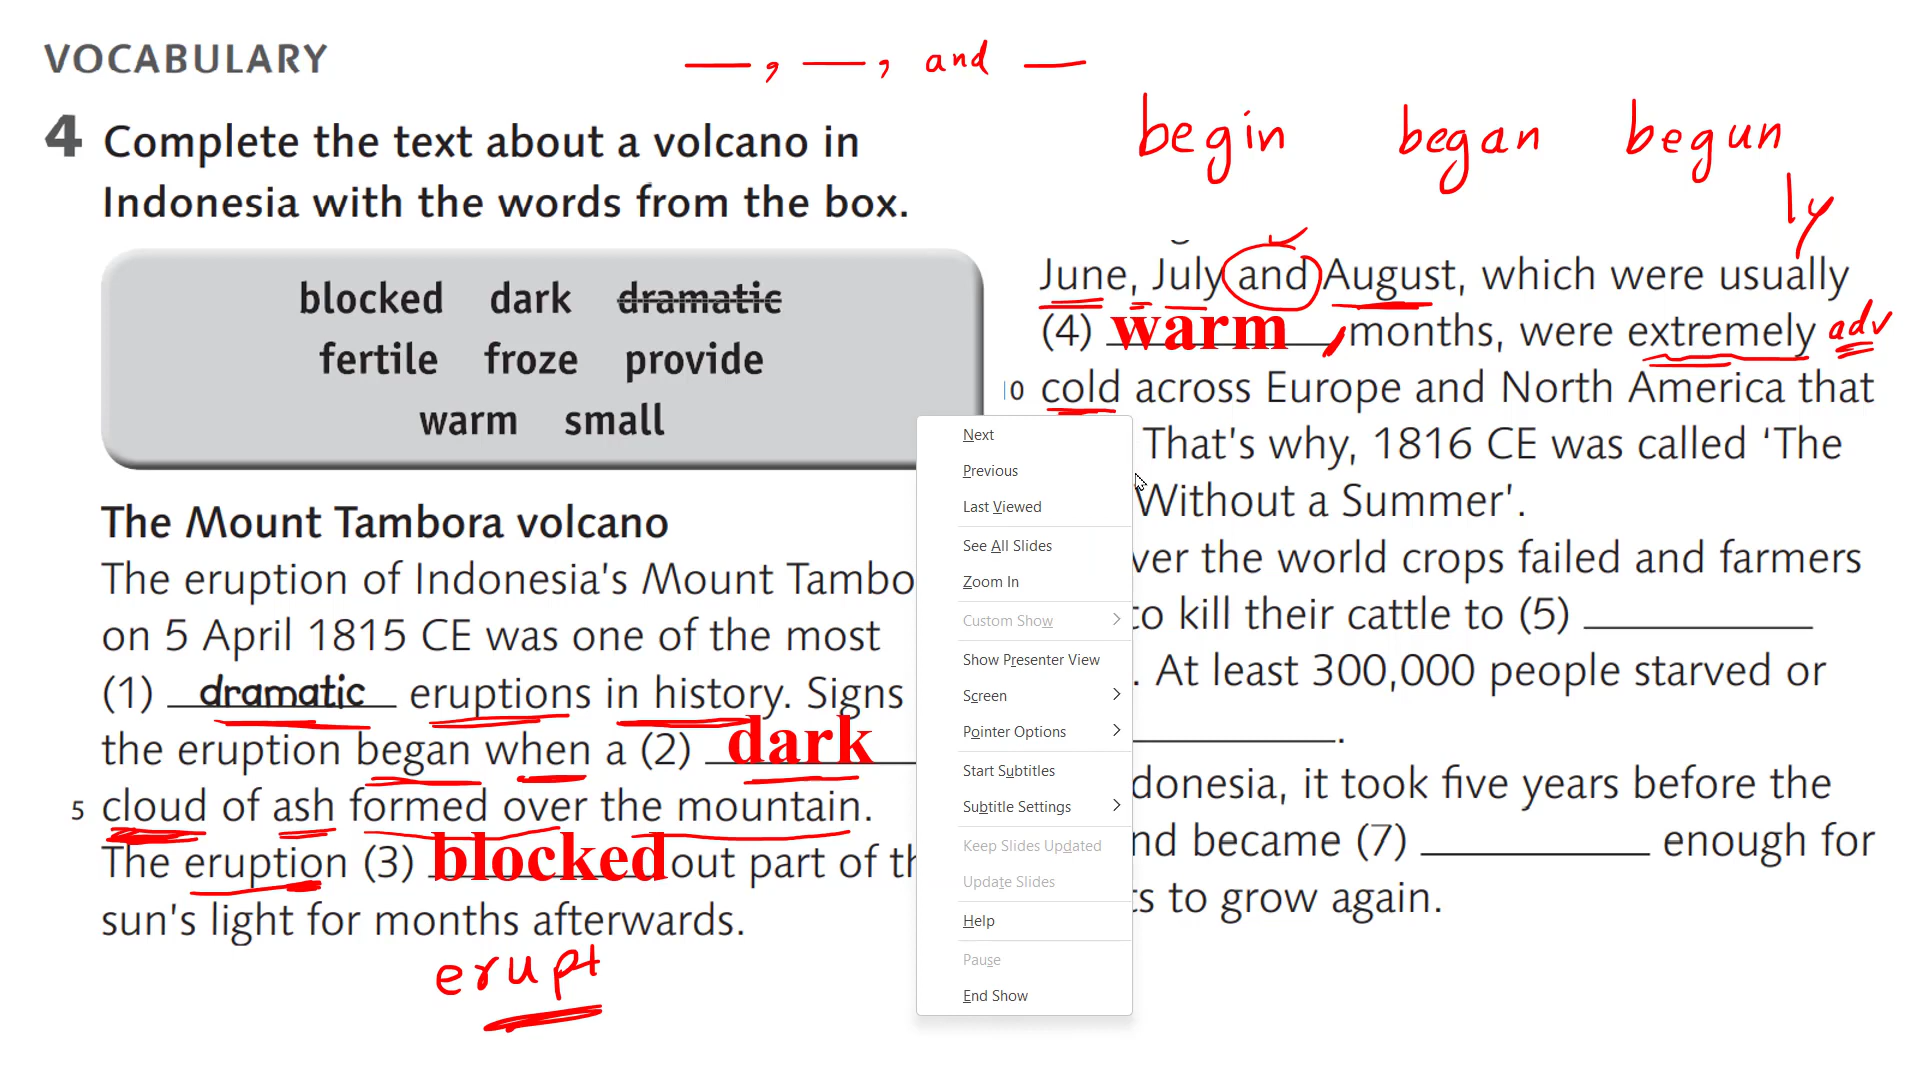 VOCABULARY
, , and
begin began begun
ly
4 Complete the text about a volcano in
Indonesia with the words from the box.
blocked dark dramatic
fertile froze provide
warm small
The Mount Tambora volcano
The eruption of Indonesia's Mount Tambo
on 5 April 1815 CE was one of the most
(1) dramatic eruptions in history. Signs
the eruption began when a (2) dark
5 cloud of ash formed over the mountain.
The eruption (3) blocked out part of th
sun's light for months afterwards.
erupt
June, July and August, which were usually
(4) warm, months, were extremely adv
10 cold across Europe and North America that
That's why, 1816 CE was called 'The
Without a Summer'.
ver the world crops failed and farmers
to kill their cattle to (5)
. At least 300,000 people starved or
.
donesia, it took five years before the
nd became (7) enough for
ts to grow again.
Next
Previous
Last Viewed
See All Slides
Zoom In
Custom Show
Show Presenter View
Screen
Pointer Options
Start Subtitles
Subtitle Settings
Keep Slides Updated
Update Slides
Help
Pause
End Show